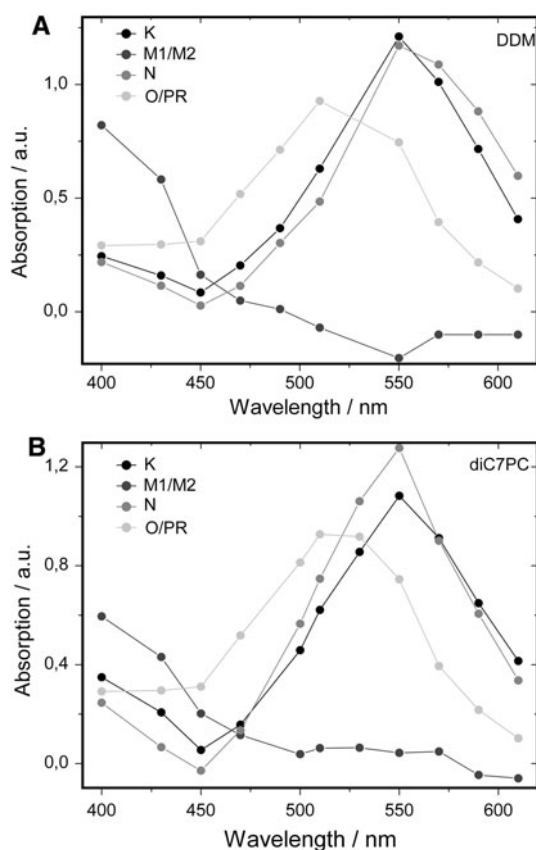 A
DDM
K
M1/M2
N
O/PR
1,0
0,5
0,0
Absorption / a.u.
400 450 500 550 600
Wavelength / nm
B
diC7PC
K
M1/M2
N
O/PR
1,2
0,8
0,4
0,0
Absorption / a.u.
400 450 500 550 600
Wavelength / nm